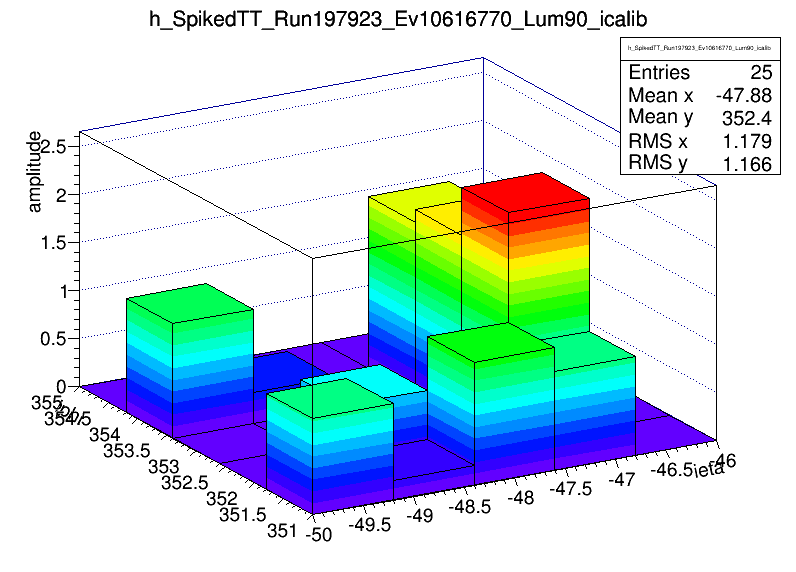 h_SpikedTT_Run197923_Ev10616770_Lum90_icalib
h_SpikedTT_Run197923_Ev10616770_Lum90_icalib
Entries 25
Mean x -47.88
Mean y 352.4
RMS x 1.179
RMS y 1.166
amplitude
2.5
2
1.5
1
0.5
0
355
354.5
354
353.5
353
352.5
352
351.5
351
-50
-49.5
-49
-48.5
-48
-47.5
-47
-46.5
-46
ieta